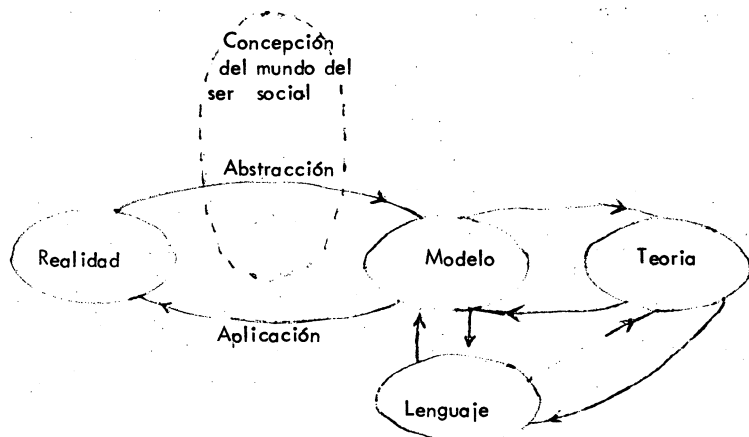 Concepción
del mundo del
ser social
Abstracción
Realidad
Modelo
Teoria
Aplicación
Lenguaje